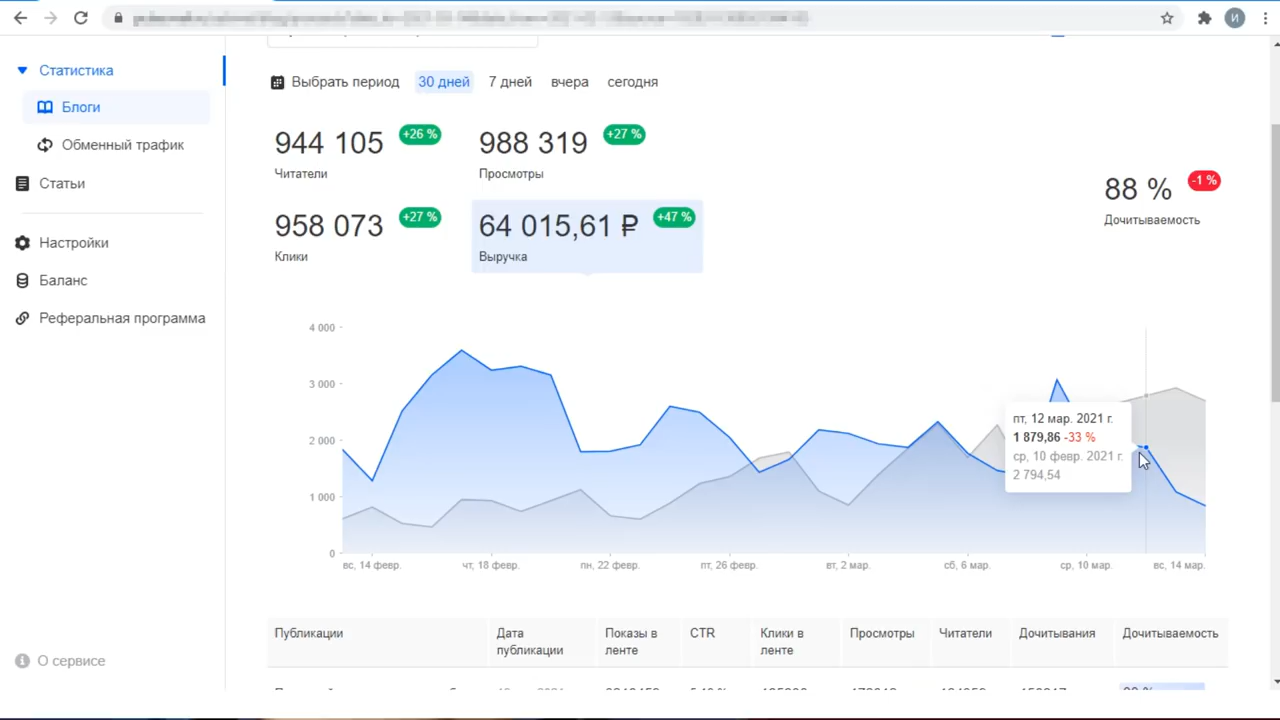 И
Статистика
Блоги
Обменный трафик
Статьи
Настройки
Баланс
Реферальная программа
О сервисе
Выбрать период 30 дней 7 дней вчера сегодня
944 105 +26 %
Читатели
988 319 +27 %
Просмотры
958 073 +27 %
Клики
64 015,61 ₽ +47 %
Выручка
88 % -1 %
Дочитываемость
4 000
3 000
2 000
1 000
0
пт, 12 мар. 2021 г.
1 879,86 -33 %
ср, 10 февр. 2021 г.
2 794,54
вс, 14 февр. чт, 18 февр. пн, 22 февр. пт, 26 февр. вт, 2 мар. сб, 6 мар. ср, 10 мар. вс, 14 мар.
Публикации
Дата
публикации
Показы в
ленте
CTR
Клики в
ленте
Просмотры
Читатели
Дочитывания
Дочитываемость